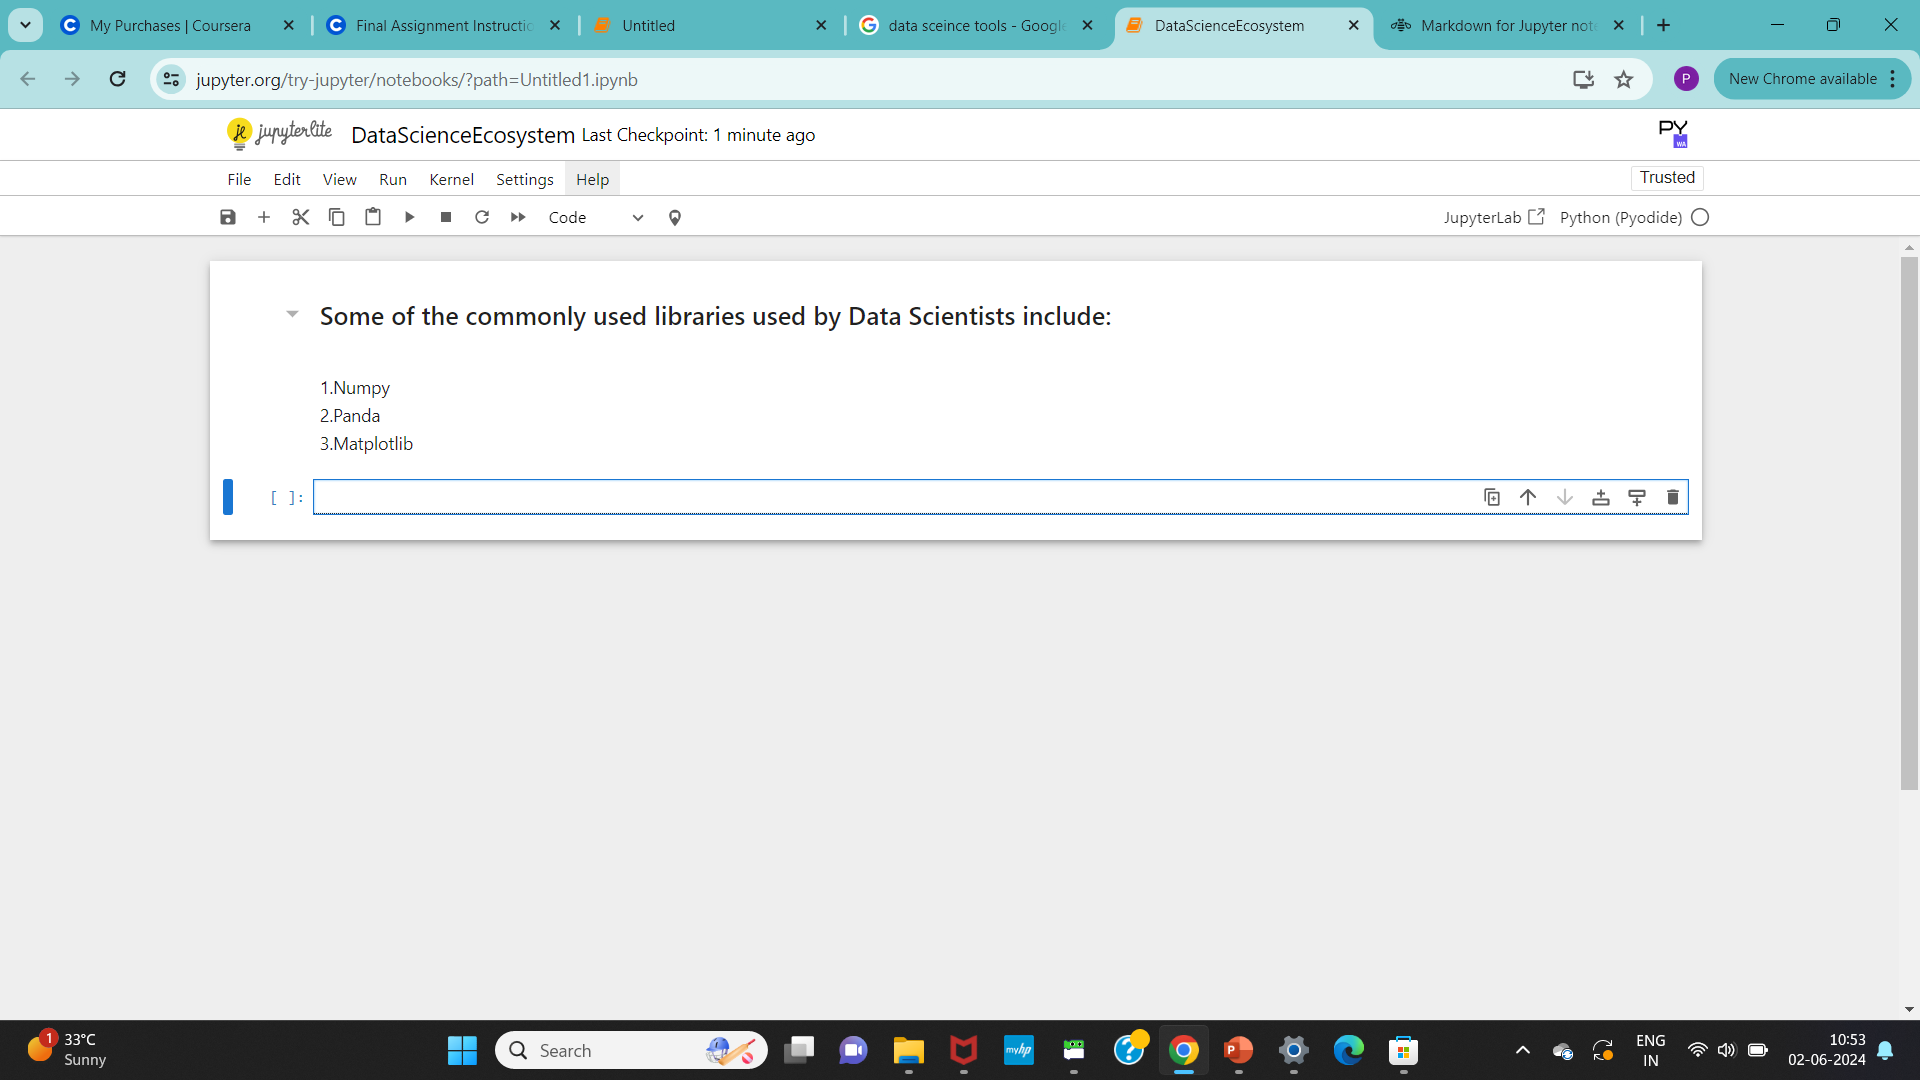 My Purchases | Coursera
Final Assignment Instructio
Untitled
data sceince tools - Google
DataScienceEcosystem
Markdown for Jupyter note
jupyter.org/try-jupyter/notebooks/?path=Untitled1.ipynb
P
New Chrome available
jupyterlite
DataScienceEcosystem Last Checkpoint: 1 minute ago
PY
WA
File Edit View Run Kernel Settings Help
Trusted
Code
JupyterLab
Python (Pyodide)
Some of the commonly used libraries used by Data Scientists include:
1.Numpy
2.Panda
3.Matplotlib
[ ]:
1
33°C
Sunny
Search
myhp
ENG
IN
10:53
02-06-2024